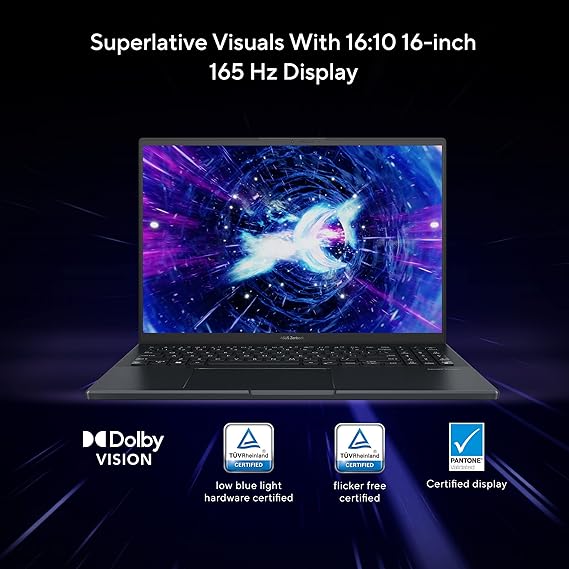 Superlative Visuals With 16:10 16-inch
165 Hz Display
Dolby
VISION
TÜVRheinland
CERTIFIED
low blue light
hardware certified
TÜVRheinland
CERTIFIED
flicker free
certified
PANTONE
Certified display